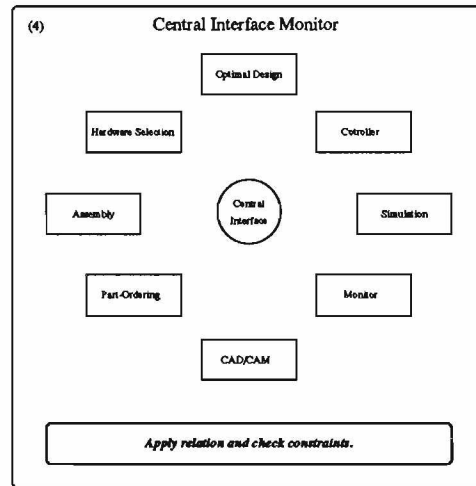 (4) Central Interface Monitor
Optimal Design
Hardware Selection
Cotroller
Assembly
Central
Interface
Simulation
Part-Ordering
Monitor
CAD/CAM
Apply relation and check constraints.